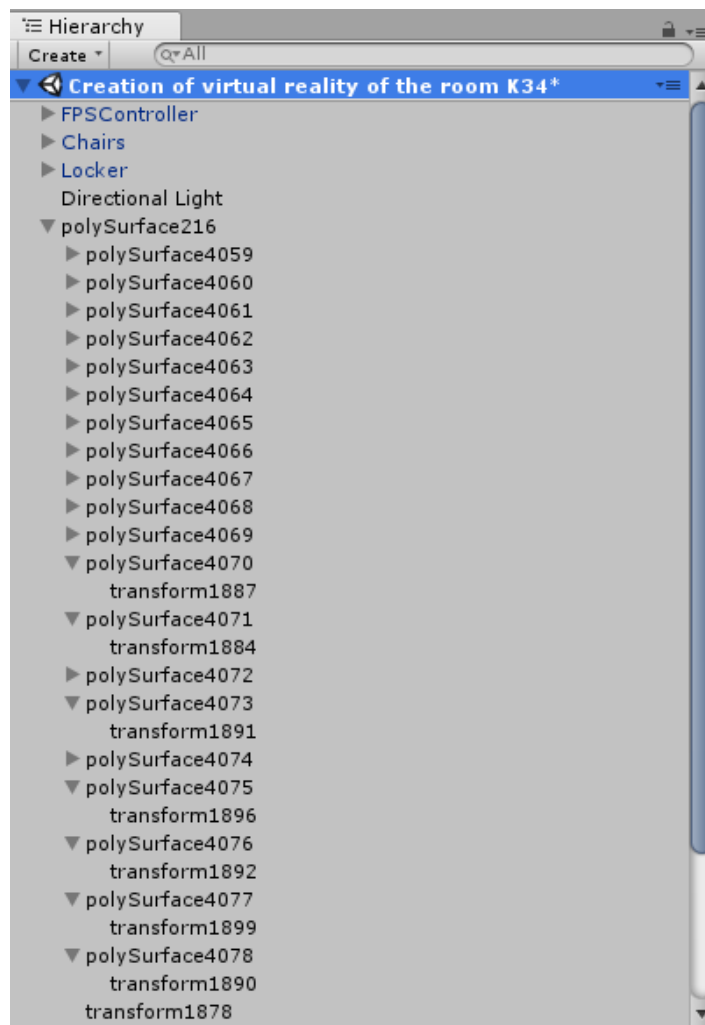 Hierarchy
Create All
Creation of virtual reality of the room K34*
FPSController
Chairs
Locker
Directional Light
polySurface216
polySurface4059
polySurface4060
polySurface4061
polySurface4062
polySurface4063
polySurface4064
polySurface4065
polySurface4066
polySurface4067
polySurface4068
polySurface4069
polySurface4070
transform1887
polySurface4071
transform1884
polySurface4072
polySurface4073
transform1891
polySurface4074
polySurface4075
transform1896
polySurface4076
transform1892
polySurface4077
transform1899
polySurface4078
transform1890
transform1878